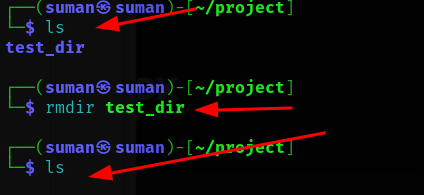 ┌──(suman㉿suman)-[~/project]
└─$ ls
test_dir
┌──(suman㉿suman)-[~/project]
└─$ rmdir test_dir
┌──(suman㉿suman)-[~/project]
└─$ ls